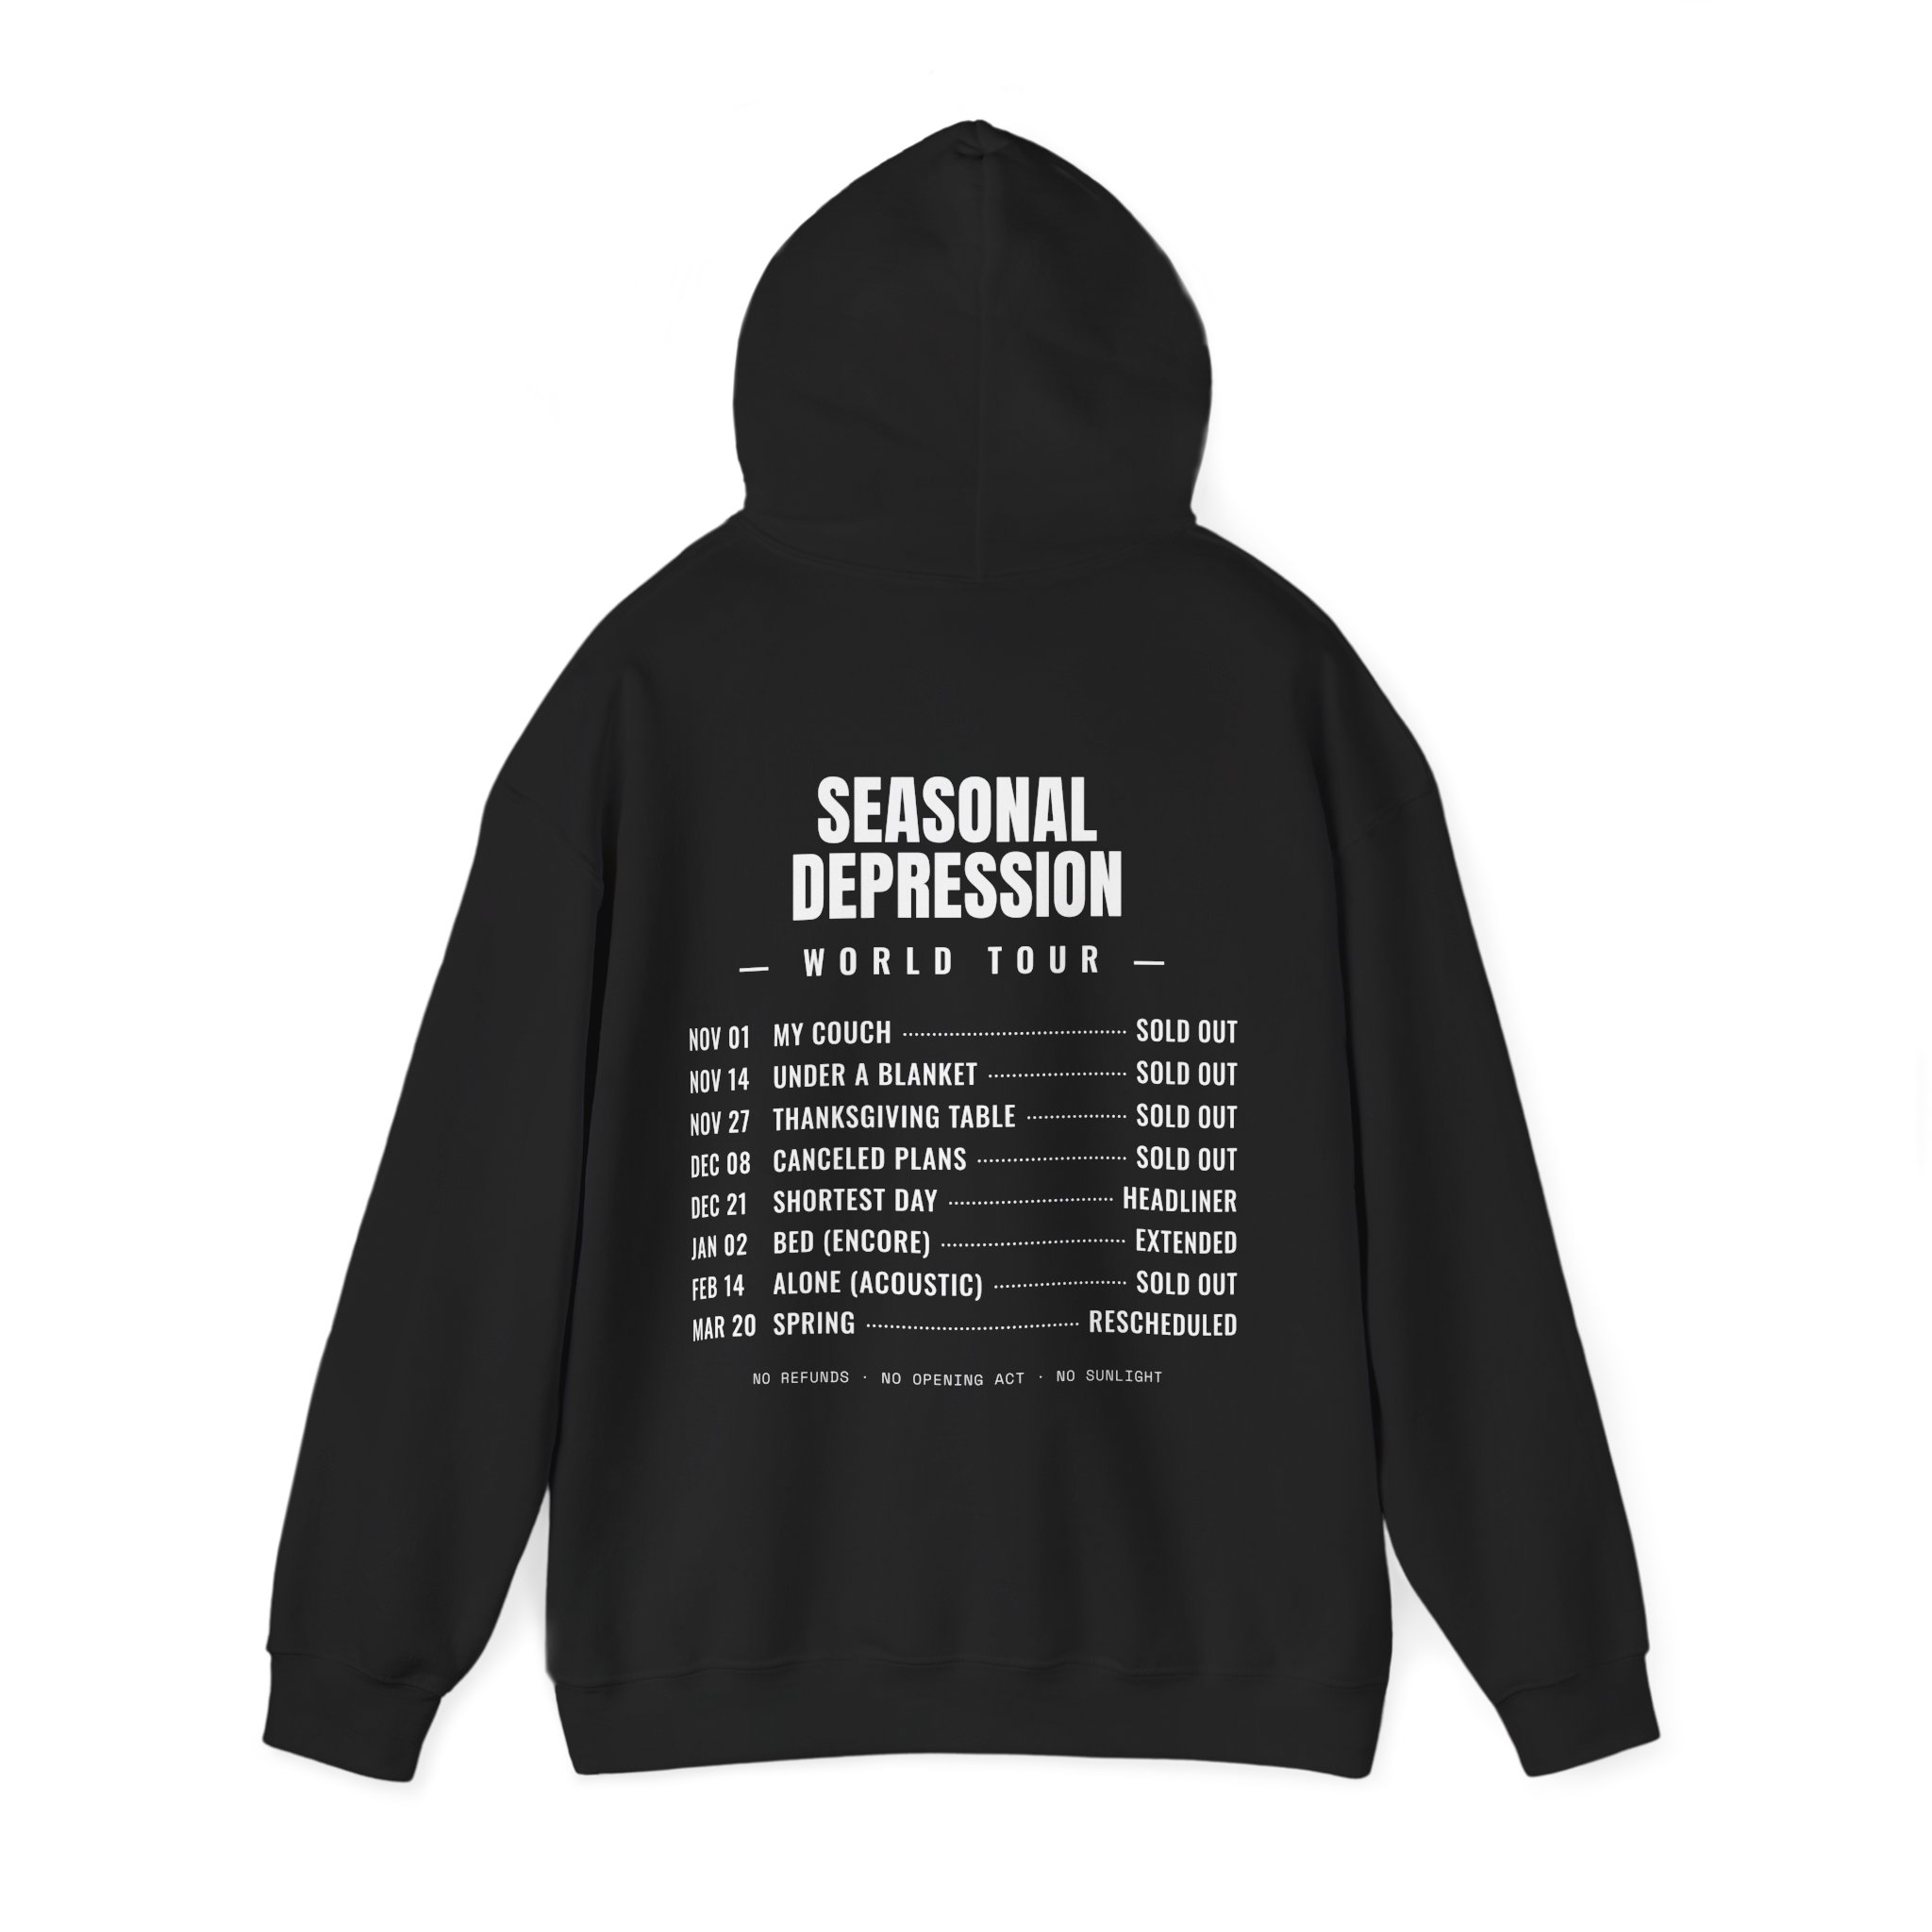 SEASONAL
DEPRESSION
— WORLD TOUR —
NOV 01 MY COUCH ........................................ SOLD OUT
NOV 14 UNDER A BLANKET ........................ SOLD OUT
NOV 27 THANKSGIVING TABLE .................. SOLD OUT
DEC 08 CANCELED PLANS .......................... SOLD OUT
DEC 21 SHORTEST DAY ............................. HEADLINER
JAN 02 BED (ENCORE) ................................ EXTENDED
FEB 14 ALONE (ACOUSTIC) ....................... SOLD OUT
MAR 20 SPRING ...................................... RESCHEDULED
NO REFUNDS · NO OPENING ACT · NO SUNLIGHT